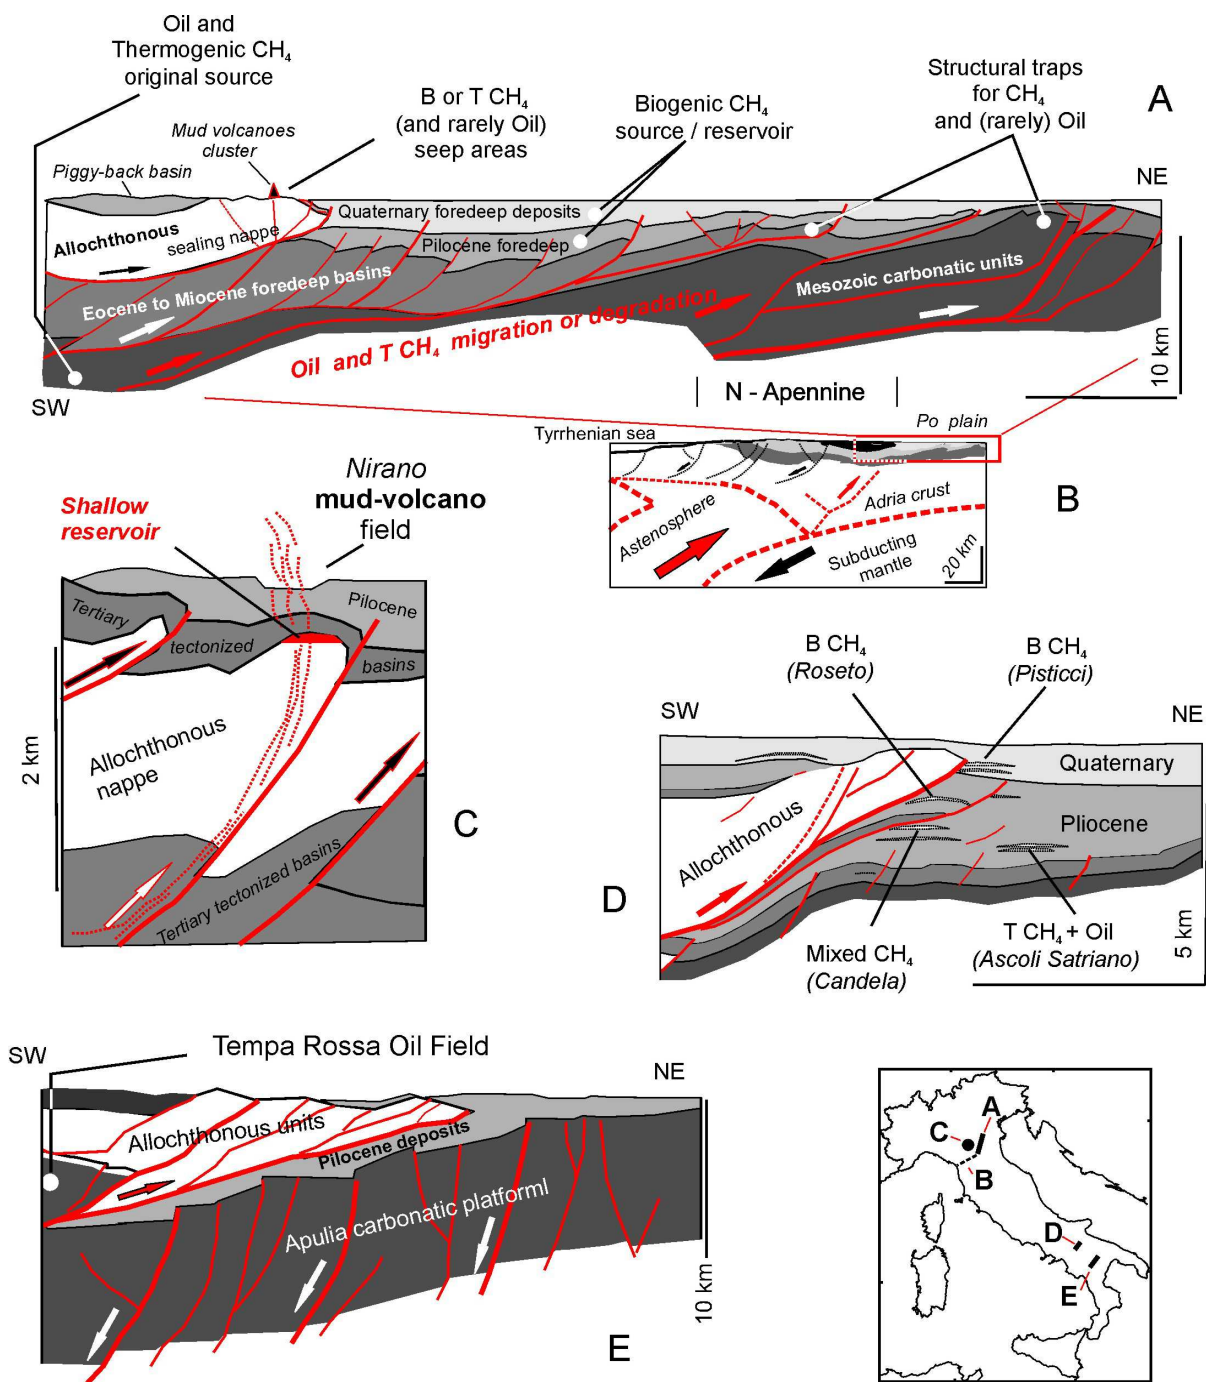 Oil and
Thermogenic CH₄
original source
Mud volcanoes
cluster
Piggy-back basin
B or T CH₄
(and rarely Oil)
seep areas
Biogenic CH₄
source / reservoir
Structural traps
for CH₄
and (rarely) Oil
A
NE
Quaternary foredeep deposits
Allochthonous
sealing nappe
Pilocene foredeep
Eocene to Miocene foredeep basins
Mesozoic carbonatic units
Oil and T CH₄ migration or degradation
10 km
SW
N - Apennine
Po plain
Tyrrhenian sea
Astenosphere
Adria crust
Subducting
mantle
20 km
B
Nirano
mud-volcano
field
Shallow
reservoir
Tertiary
tectonized
basins
Pilocene
Allochthonous
nappe
2 km
Tertiary tectonized basins
C
B CH₄
(Roseto)
B CH₄
(Pisticci)
SW
NE
Quaternary
Pliocene
Allochthonous
D
Mixed CH₄
(Candela)
T CH₄ + Oil
(Ascoli Satriano)
5 km
SW
Tempa Rossa Oil Field
NE
Allochthonous units
Pilocene deposits
Apulia carbonatic platforml
10 km
E
A
C
B
D
E